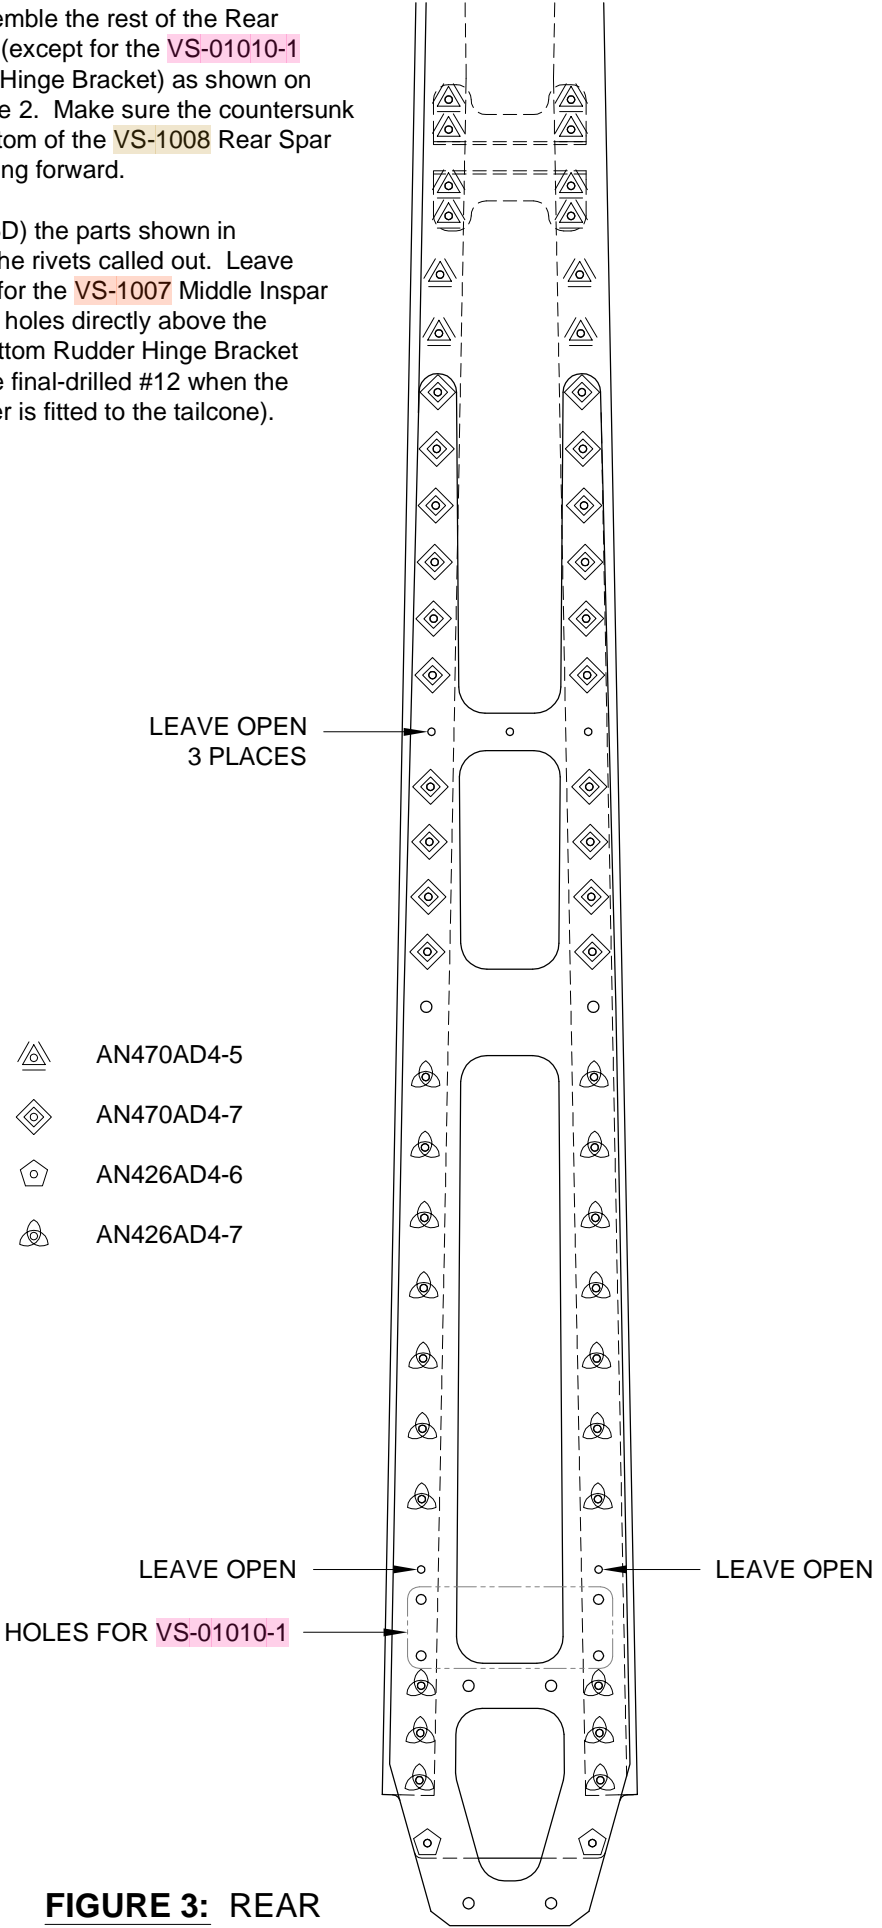 emble the rest of the Rear
(except for the VS-01010-1
Hinge Bracket) as shown on
e 2. Make sure the countersunk
tom of the VS-1008 Rear Spar
ng forward.
D) the parts shown in
he rivets called out. Leave
for the VS-1007 Middle Inspar
holes directly above the
ttom Rudder Hinge Bracket
e final-drilled #12 when the
er is fitted to the tailcone).
LEAVE OPEN
3 PLACES
AN470AD4-5
AN470AD4-7
AN426AD4-6
AN426AD4-7
LEAVE OPEN
LEAVE OPEN
HOLES FOR VS-01010-1
FIGURE 3: REAR